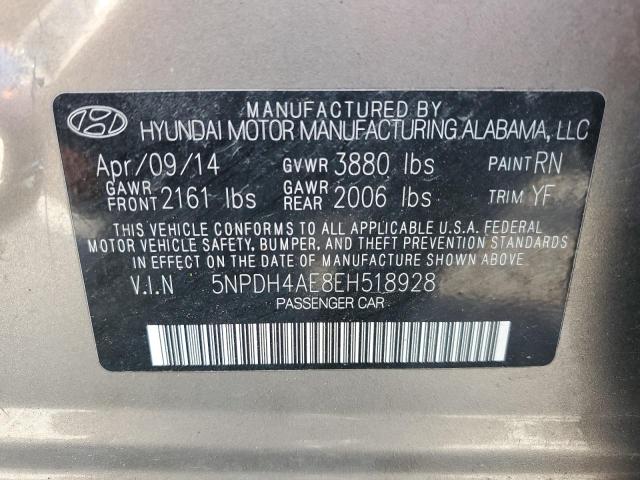 MANUFACTURED BY
HYUNDAI MOTOR MANUFACTURING ALABAMA, LLC
Apr/09/14 GVWR 3880 lbs PAINT RN
GAWR FRONT 2161 lbs GAWR REAR 2006 lbs TRIM YF
THIS VEHICLE CONFORMS TO ALL APPLICABLE U.S.A. FEDERAL
MOTOR VEHICLE SAFETY, BUMPER, AND THEFT PREVENTION
STANDARDS IN EFFECT ON THE DATE OF MANUFACTURE SHOWN ABOVE.
V.I.N 5NPDH4AE8EH518928
PASSENGER CAR